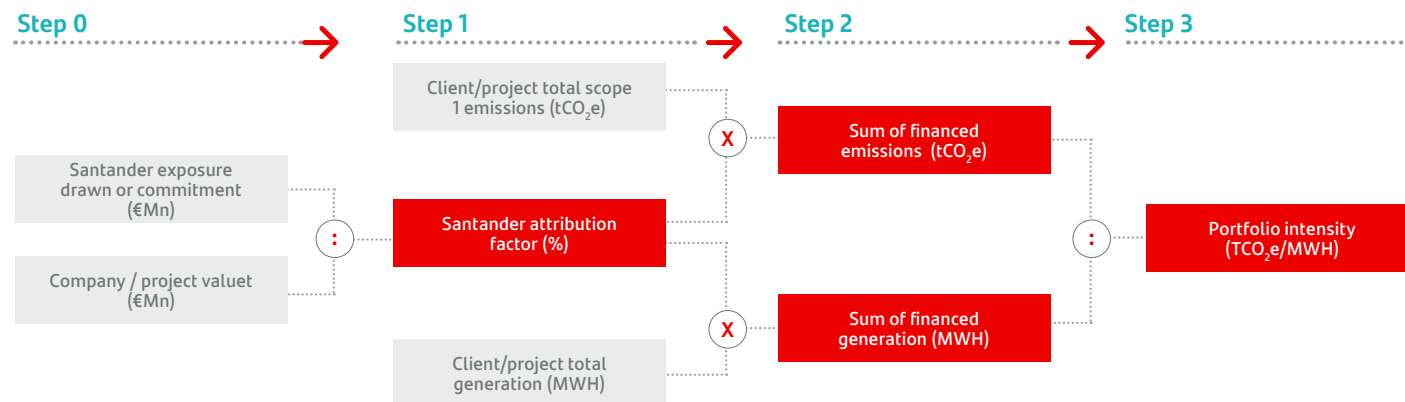 Step 0
Step 1
Step 2
Step 3
Client/project total scope
1 emissions (tCO₂e)
X
Sum of financed
emissions (tCO₂e)
Santander exposure
drawn or commitment
(€Mn)
:
Santander attribution
factor (%)
:
Portfolio intensity
(TCO₂e/MWH)
Company / project valuet
(€Mn)
X
Sum of financed
generation (MWH)
Client/project total
generation (MWH)